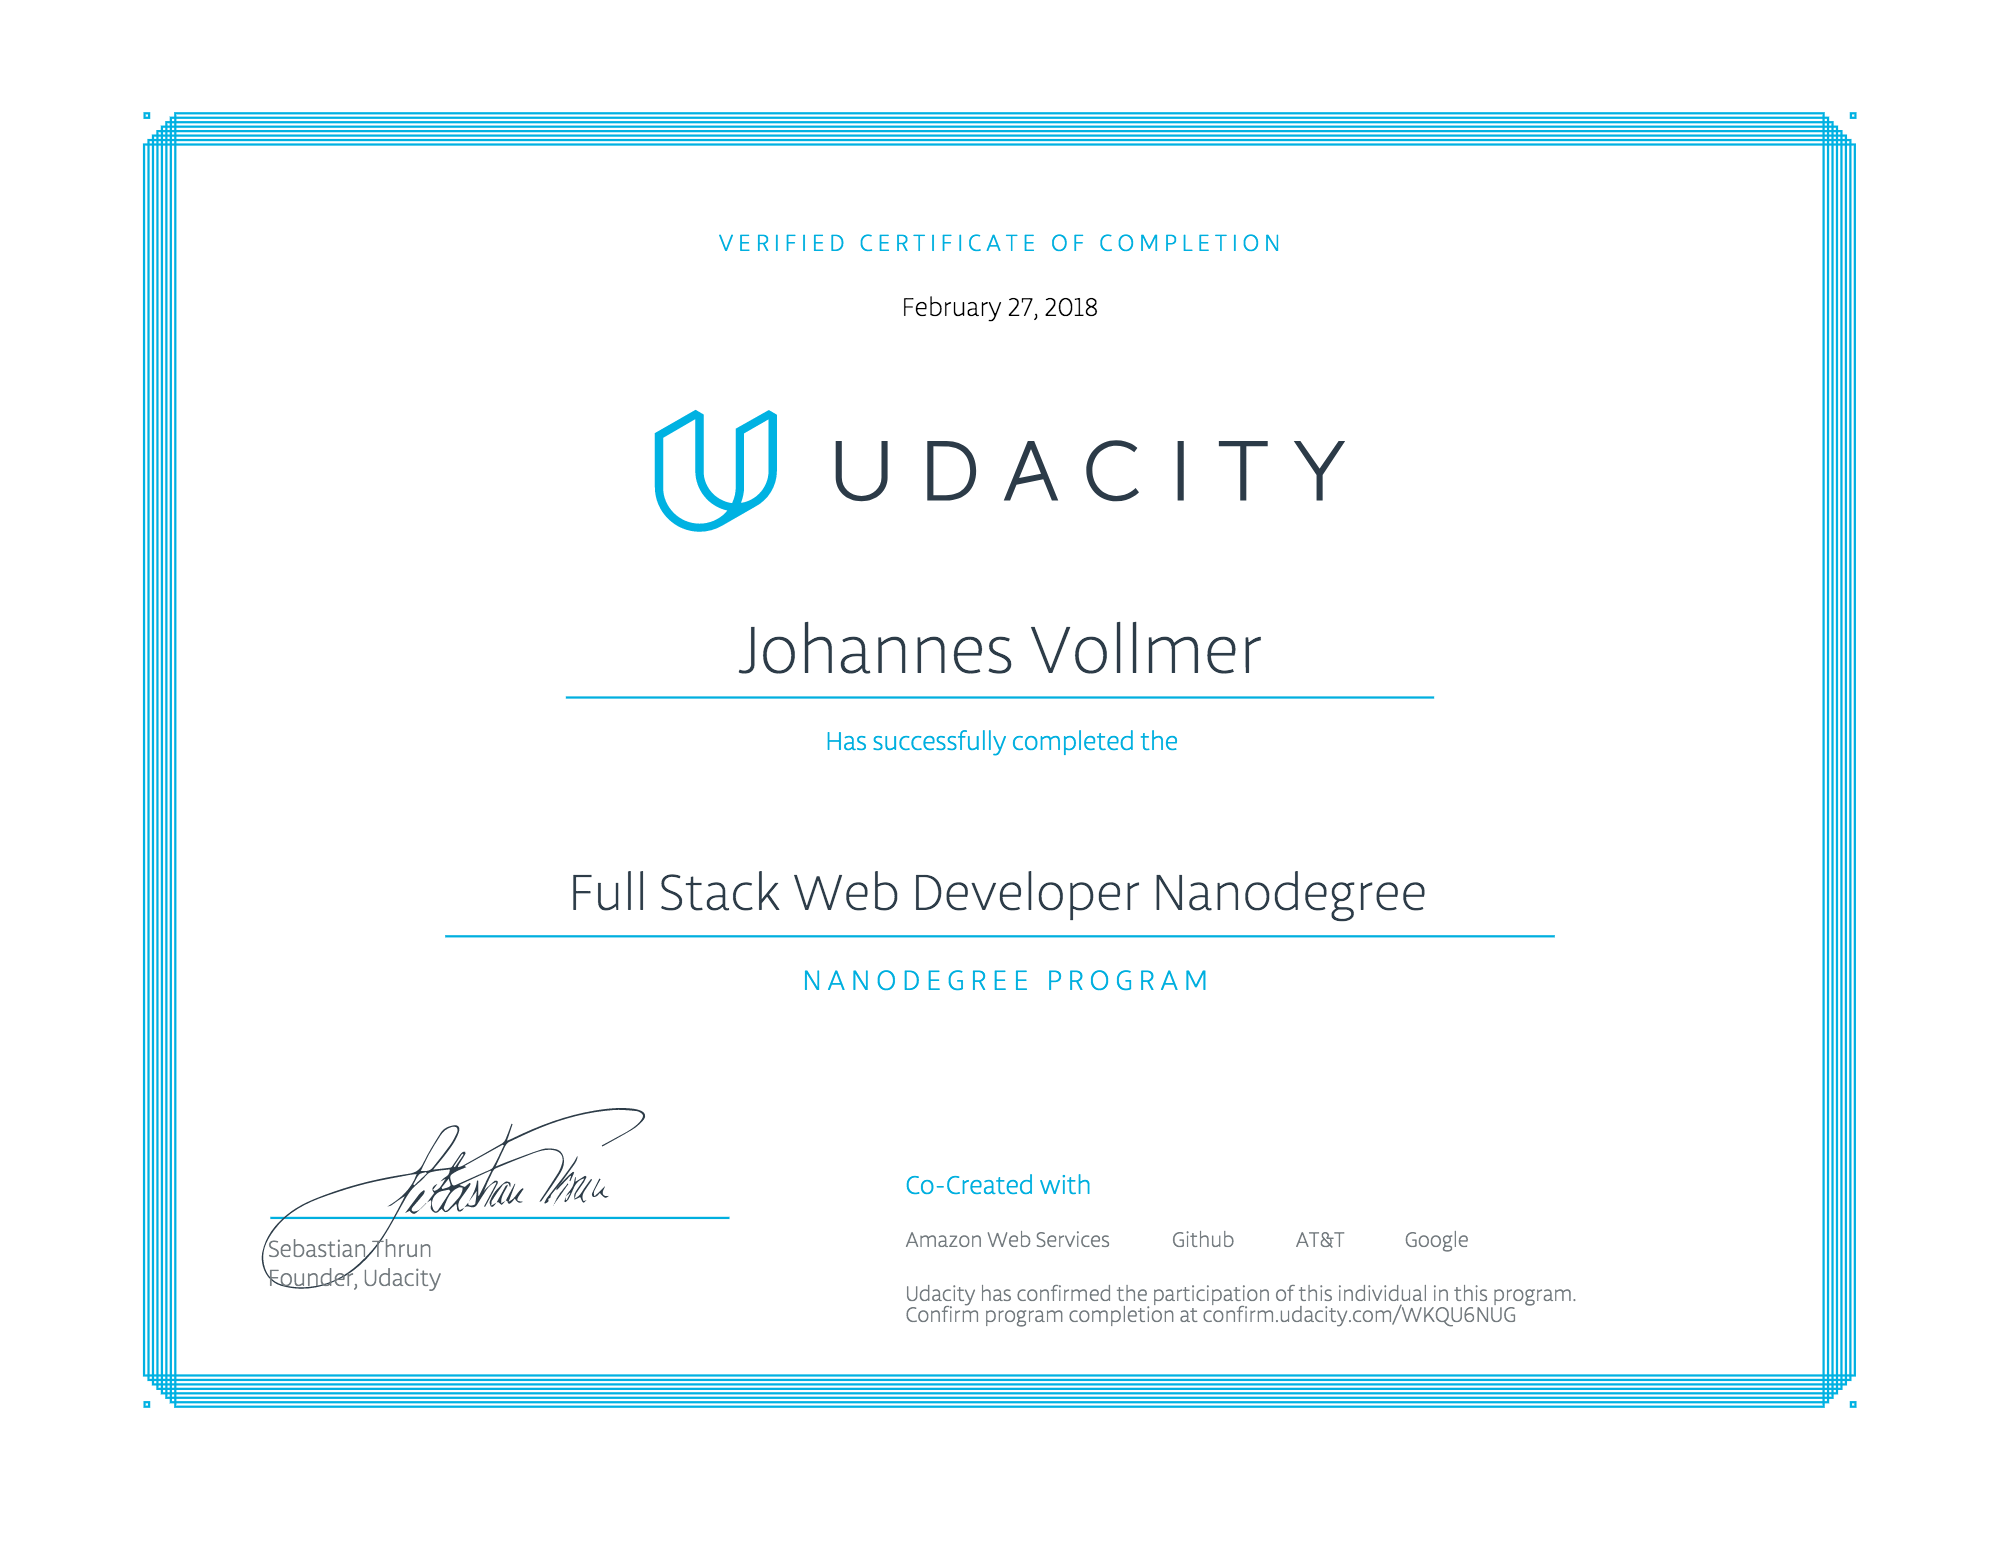 VERIFIED CERTIFICATE OF COMPLETION
February 27, 2018
UDACITY
Johannes Vollmer
Has successfully completed the
Full Stack Web Developer Nanodegree
NANODEGREE PROGRAM
Sebastian Thrun
Sebastian Thrun
Founder, Udacity
Co-Created with
Amazon Web Services Github AT&T Google
Udacity has confirmed the participation of this individual in this program.
Confirm program completion at confirm.udacity.com/WKQU6NUG